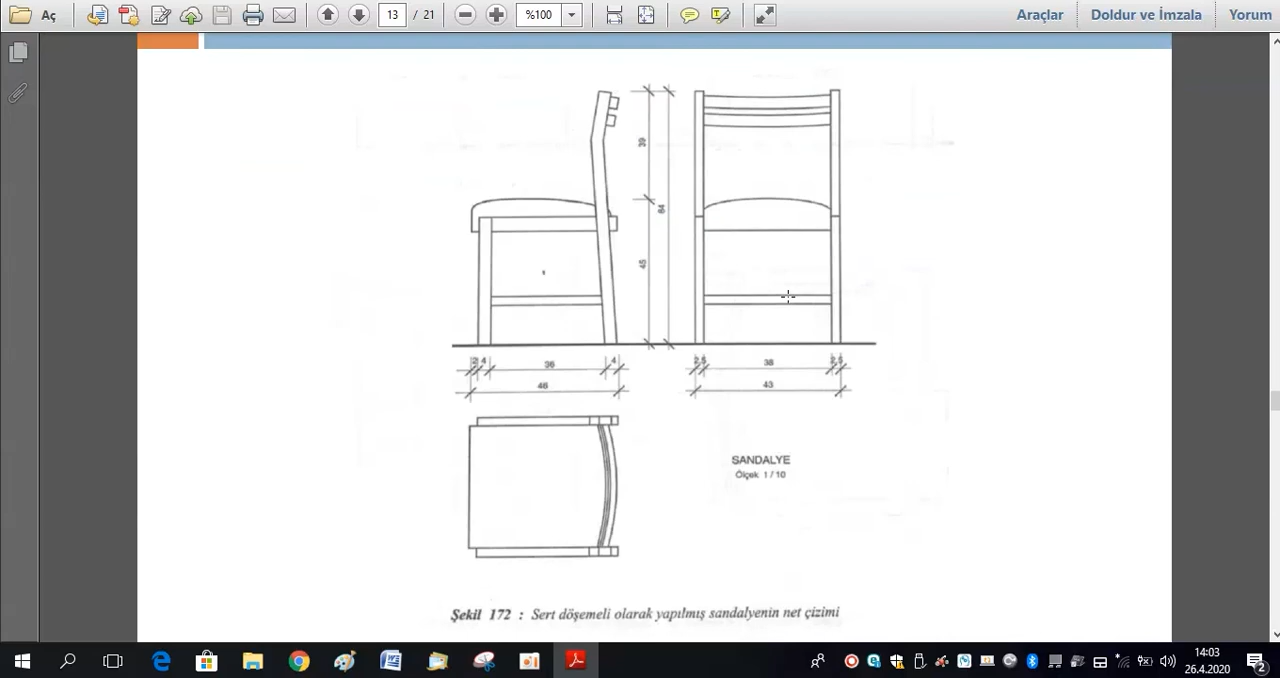 Aç
13 / 21
%100
Araçlar
Doldur ve İmzala
Yorum
39
84
45
2 4 36 4
46
2,5 38 2,5
43
SANDALYE
Ölçek 1 / 10
Şekil 172 : Sert döşemeli olarak yapılmış sandalyenin net çizimi
14:03
26.4.2020
2